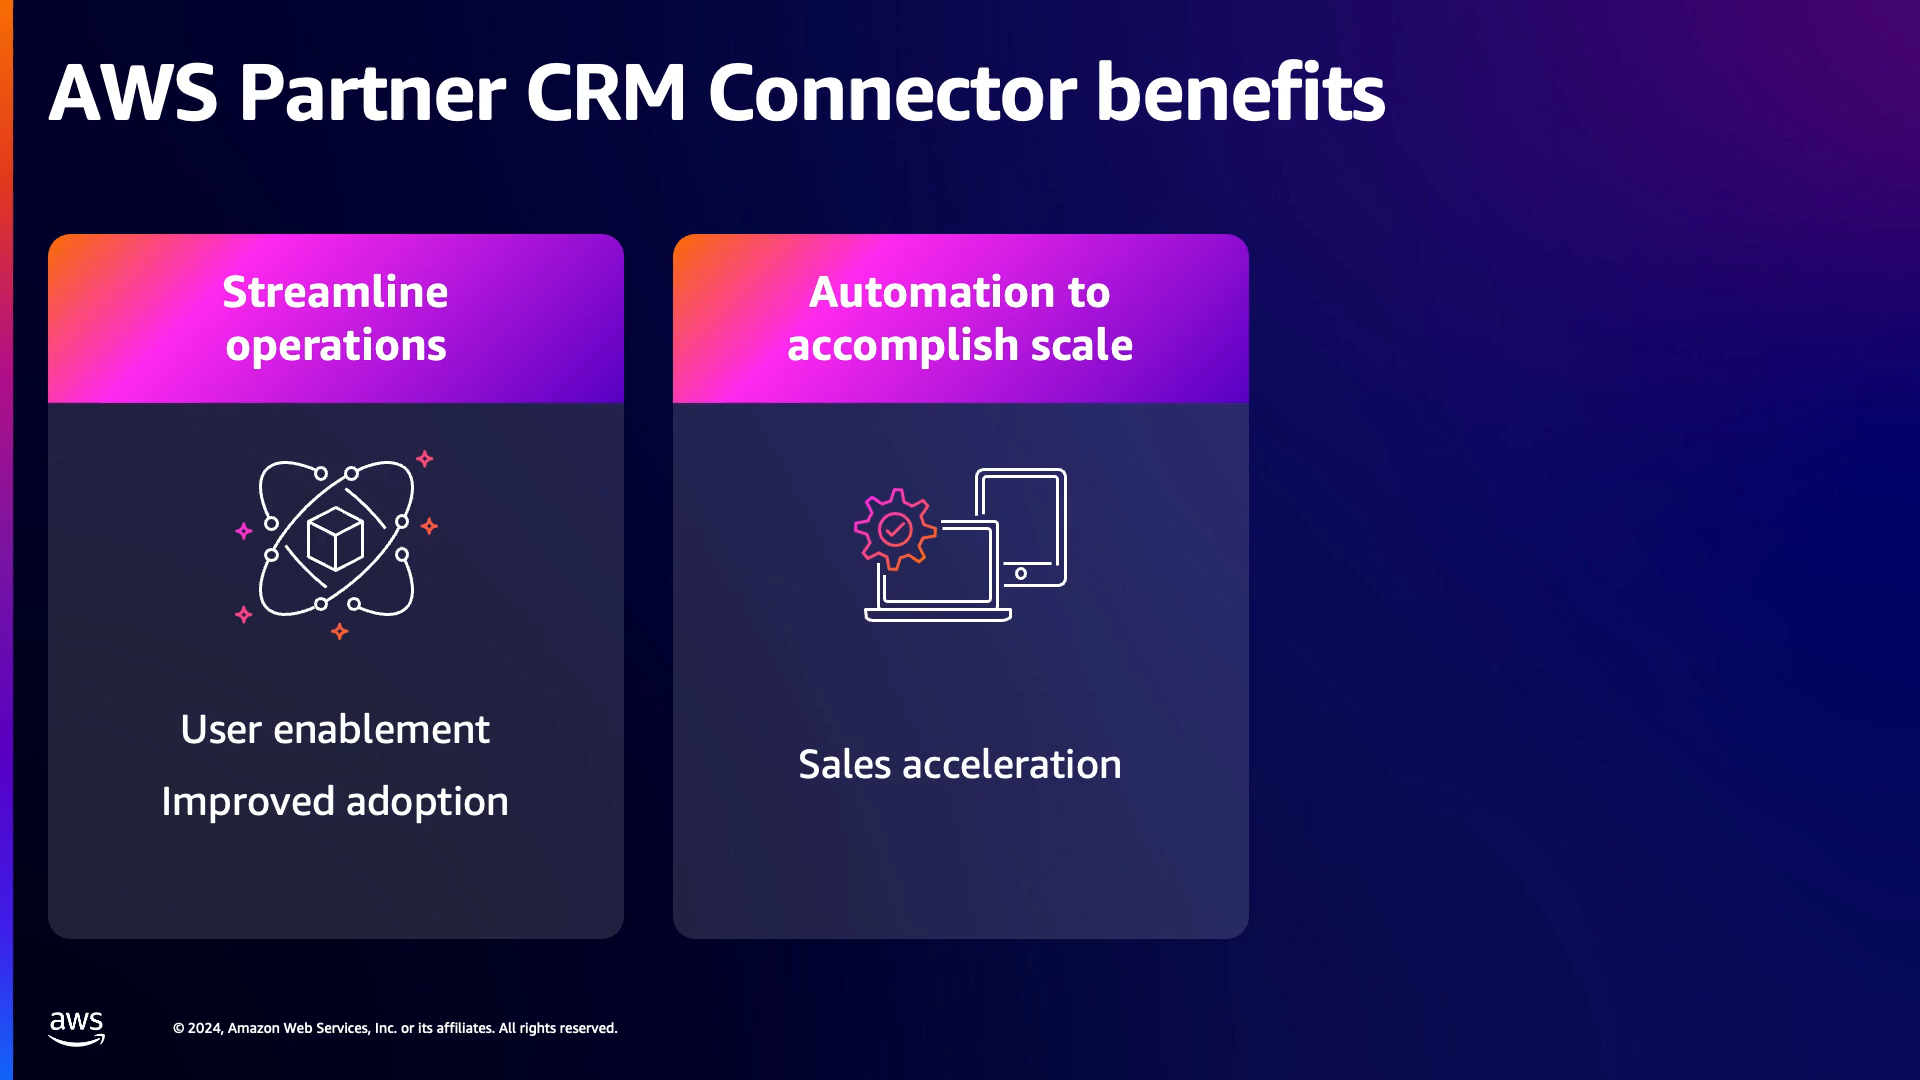 AWS Partner CRM Connector benefits
Streamline
operations
User enablement
Improved adoption
Automation to
accomplish scale
Sales acceleration
aws
© 2024, Amazon Web Services, Inc. or its affiliates. All rights reserved.